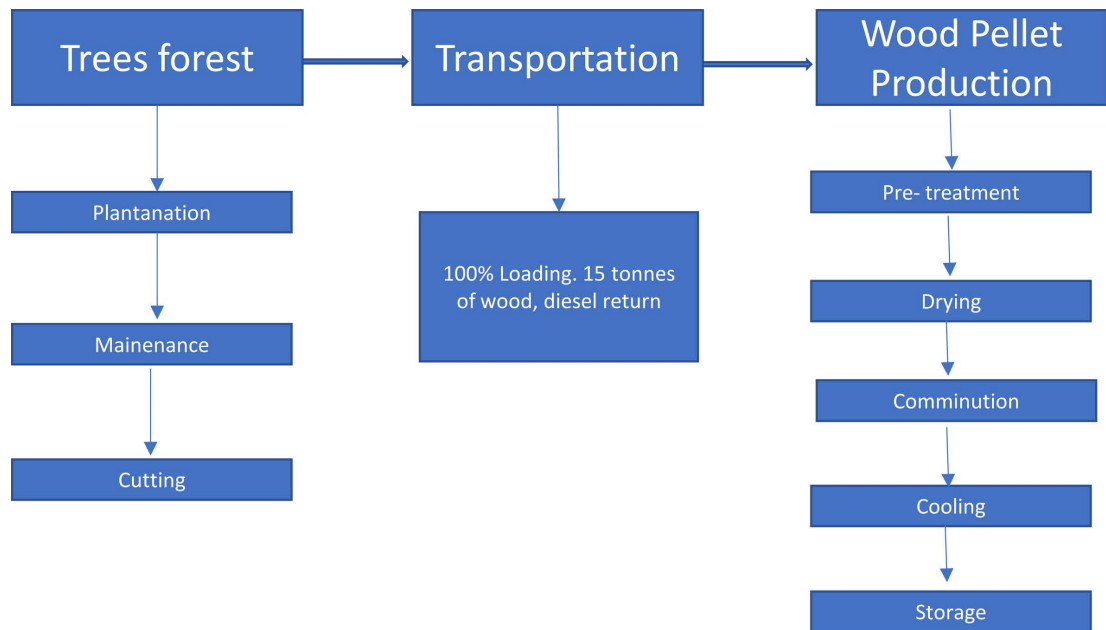 Trees forest
Transportation
Wood Pellet
Production
Plantanation
Mainenance
Cutting
100% Loading. 15 tonnes
of wood, diesel return
Pre- treatment
Drying
Comminution
Cooling
Storage